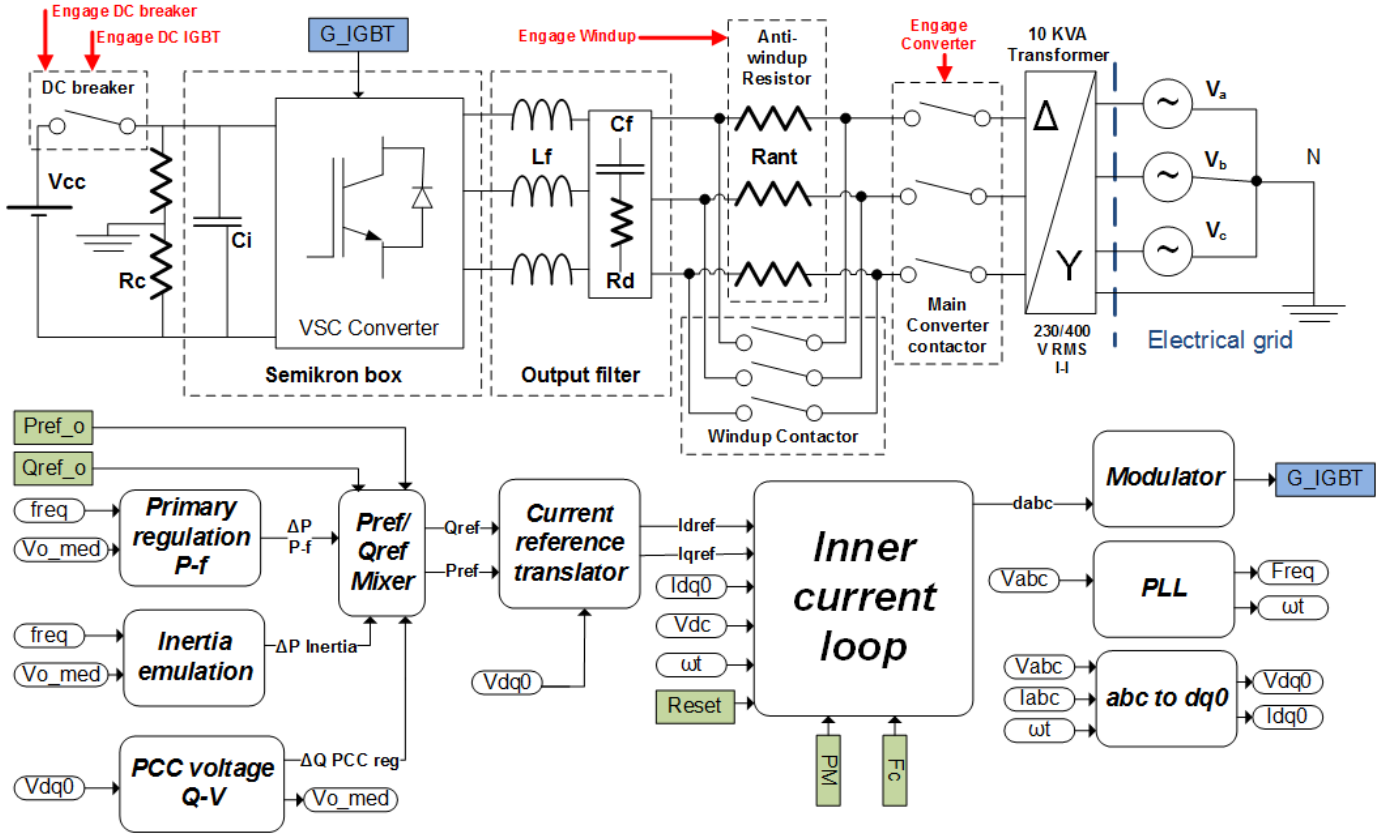 Engage DC breaker
Engage DC IGBT
DC breaker
Vcc
Rc
Ci
G_IGBT
VSC Converter
Semikron box
Lf
Cf
Rd
Output filter
Engage Windup
Anti-
windup
Resistor
Rant
Windup Contactor
Engage
Converter
Main
Converter
contactor
10 KVA
Transformer
Δ
Y
230/400
V RMS
l-l
~
Va
~
Vb
~
Vc
N
Electrical grid
Pref_o
Qref_o
freq
Vo_med
Primary
regulation
P-f
ΔP
P-f
freq
Vo_med
Inertia
emulation
ΔP Inertia
Vdq0
PCC voltage
Q-V
ΔQ PCC reg
Vo_med
Pref/
Qref
Mixer
Qref
Pref
Current
reference
translator
Vdq0
Idref
Iqref
Idq0
Vdc
ωt
Reset
Inner
current
loop
PM
Fc
dabc
Modulator
G_IGBT
Vabc
PLL
Freq
ωt
Vabc
Iabc
ωt
abc to dq0
Vdq0
Idq0